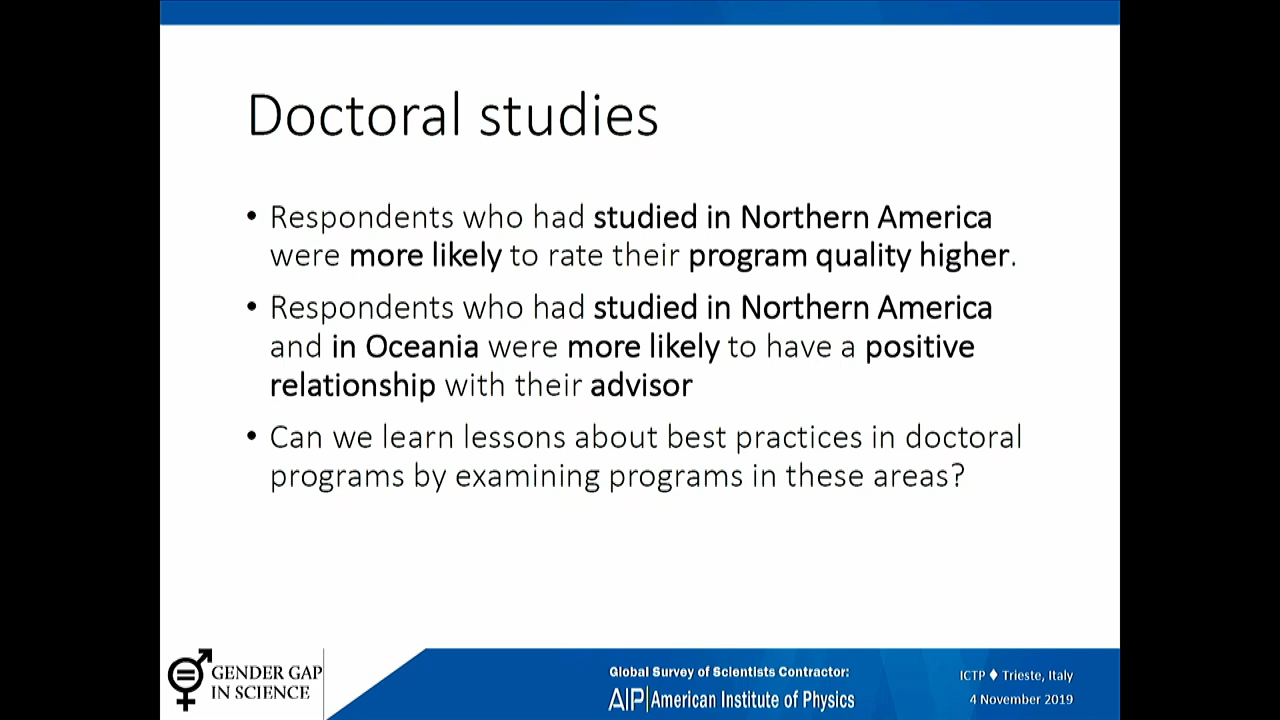 Doctoral studies
• Respondents who had studied in Northern America
were more likely to rate their program quality higher.
• Respondents who had studied in Northern America
and in Oceania were more likely to have a positive
relationship with their advisor
• Can we learn lessons about best practices in doctoral
programs by examining programs in these areas?
GENDER GAP
IN SCIENCE
Global Survey of Scientists Contractor:
AIP|American Institute of Physics
ICTP ♦ Trieste, Italy
4 November 2019